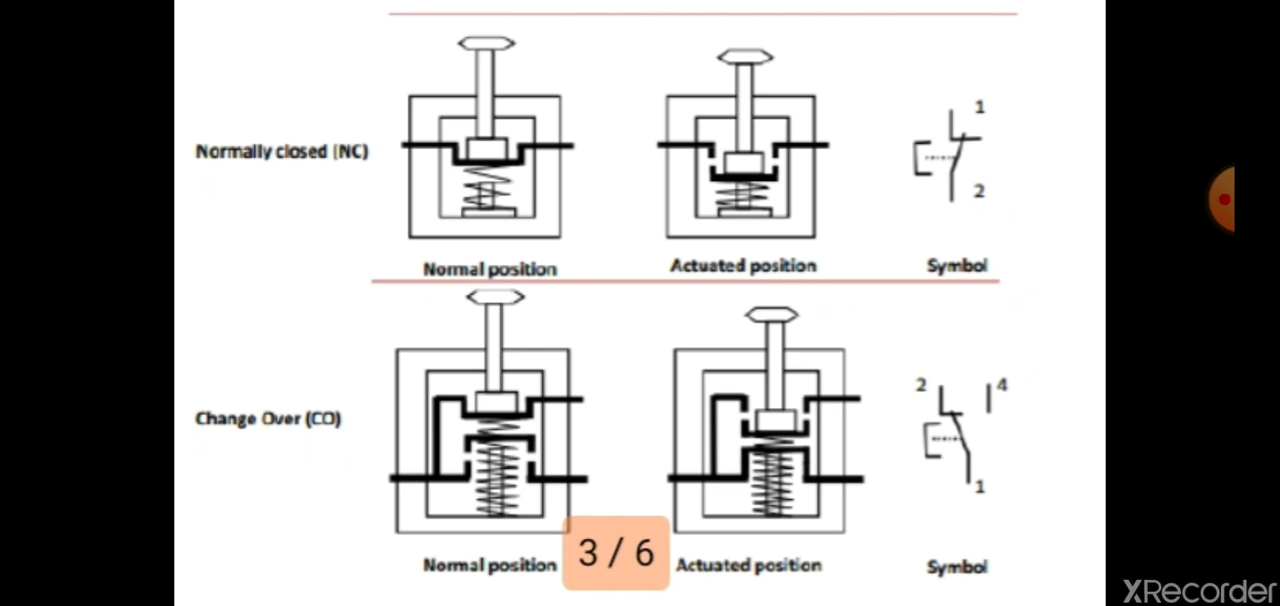 Normally closed (NC)
1
2
Normal position
Actuated position
Symbol
2
4
Change Over (CO)
1
3 / 6
Normal position
Actuated position
Symbol
XRecorder